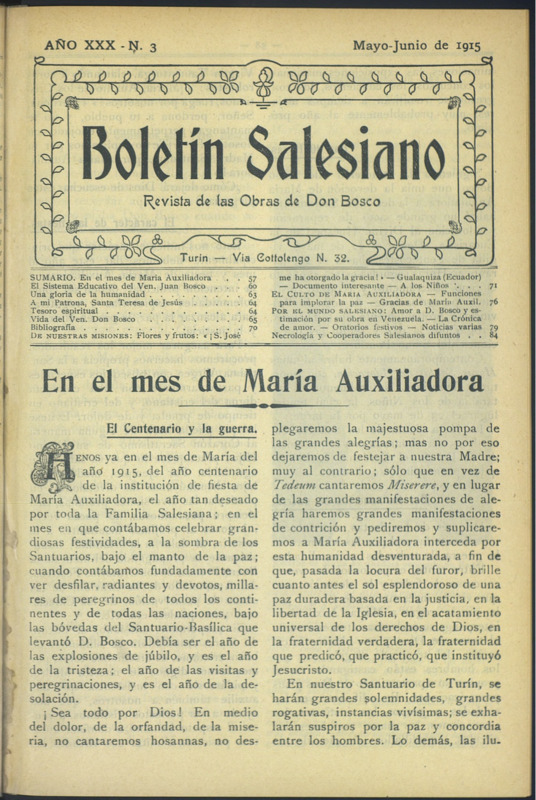 AÑO XXX - N. 3
Mayo-Junio de 1915
Boletín Salesiano
Revista de las Obras de Don Bosco
Turín — Via Cottolengo N. 32.
SUMARIO. En el mes de María Auxiliadora . . . 57
El Sistema Educativo del Ven. Juan Bosco . . . 60
Una gloria de la humanidad . . . 63
A mi Patrona, Santa Teresa de Jesús . . . 64
Tesoro espiritual . . . 64
Vida del Ven. Don Bosco . . . 65
Bibliografía . . . 70
DE NUESTRAS MISIONES: Flores y frutos: « ¡S. José
me ha otorgado la gracia! » — Gualaquiza (Ecuador)
— Documento interesante — A los Niños . . . 71
EL CULTO DE MARIA AUXILIADORA — Funciones
para implorar la paz — Gracias de María Auxil. 76
POR EL MUNDO SALESIANO: Amor a D. Bosco y es-
timación por su obra en Venezuela. — La Crónica
de amor. — Oratorios festivos — Noticias varias 79
Necrología y Cooperadores Salesianos difuntos . . 84
En el mes de María Auxiliadora
El Centenario y la guerra.
HENOS ya en el mes de María del
año 1915, del año centenario
de la institución de fiesta de
María Auxiliadora, el año tan deseado
por toda la Familia Salesiana; en el
mes en que contábamos celebrar gran-
diosas festividades, a la sombra de los
Santuarios, bajo el manto de la paz;
cuando contábamos fundadamente con
ver desfilar, radiantes y devotos, milla-
res de peregrinos de todos los conti-
nentes y de todas las naciones, bajo
las bóvedas del Santuario-Basílica que
levantó D. Bosco. Debía ser el año de
las explosiones de júbilo, y es el año
de la tristeza; el año de las visitas y
peregrinaciones, y es el año de la de-
solación.
¡Sea todo por Dios! En medio
del dolor, de la orfandad, de la mise-
ria, no cantaremos hosannas, no des-
plegaremos la majestuosa pompa de
las grandes alegrías; mas no por eso
dejaremos de festejar a nuestra Madre;
muy al contrario; sólo que en vez de
Tedeum cantaremos Miserere, y en lugar
de las grandes manifestaciones de ale-
gría haremos grandes manifestaciones
de contrición y pediremos y suplicare-
mos a María Auxiliadora interceda por
esta humanidad desventurada, a fin de
que, pasada la locura del furor, brille
cuanto antes el sol esplendoroso de una
paz duradera basada en la justicia, en la
libertad de la Iglesia, en el acatamiento
universal de los derechos de Dios, en
la fraternidad verdadera, la fraternidad
que predicó, que practicó, que instituyó
Jesucristo.
En nuestro Santuario de Turín, se
harán grandes solemnidades, grandes
rogativas, instancias vivísimas; se exha-
larán suspiros por la paz y concordia
entre los hombres. Lo demás, las ilu-